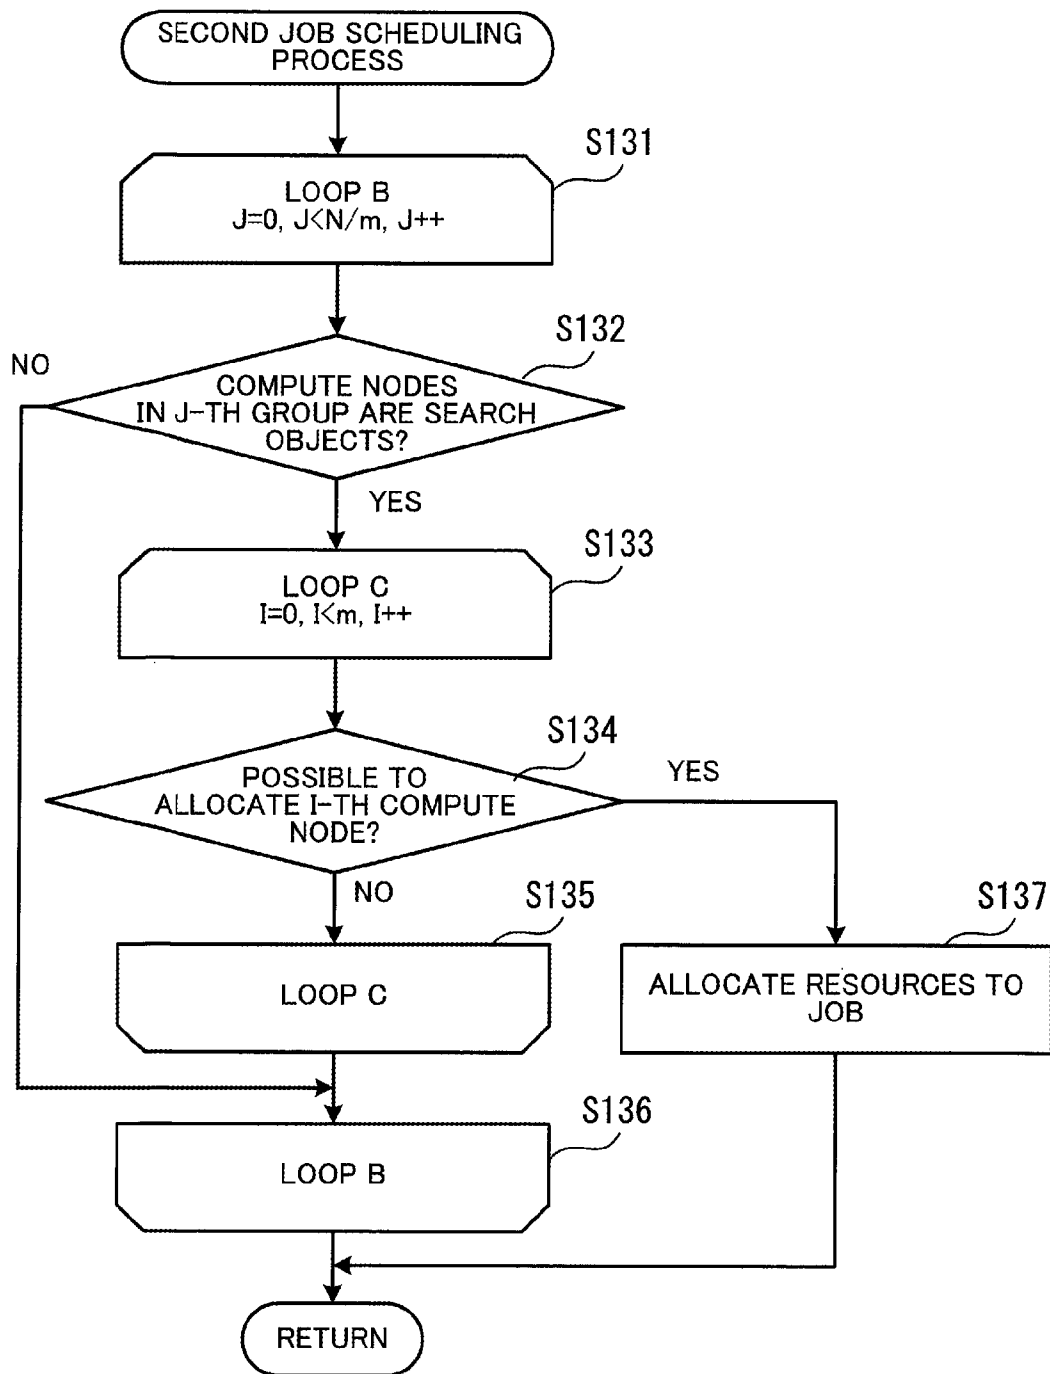 SECOND JOB SCHEDULING
PROCESS
S131
LOOP B
J=0, J<N/m, J++
S132
NO
COMPUTE NODES
IN J-TH GROUP ARE SEARCH
OBJECTS?
YES
S133
LOOP C
I=0, I<m, I++
S134
POSSIBLE TO
ALLOCATE I-TH COMPUTE
NODE?
YES
NO
S135
LOOP C
S137
ALLOCATE RESOURCES TO
JOB
S136
LOOP B
RETURN